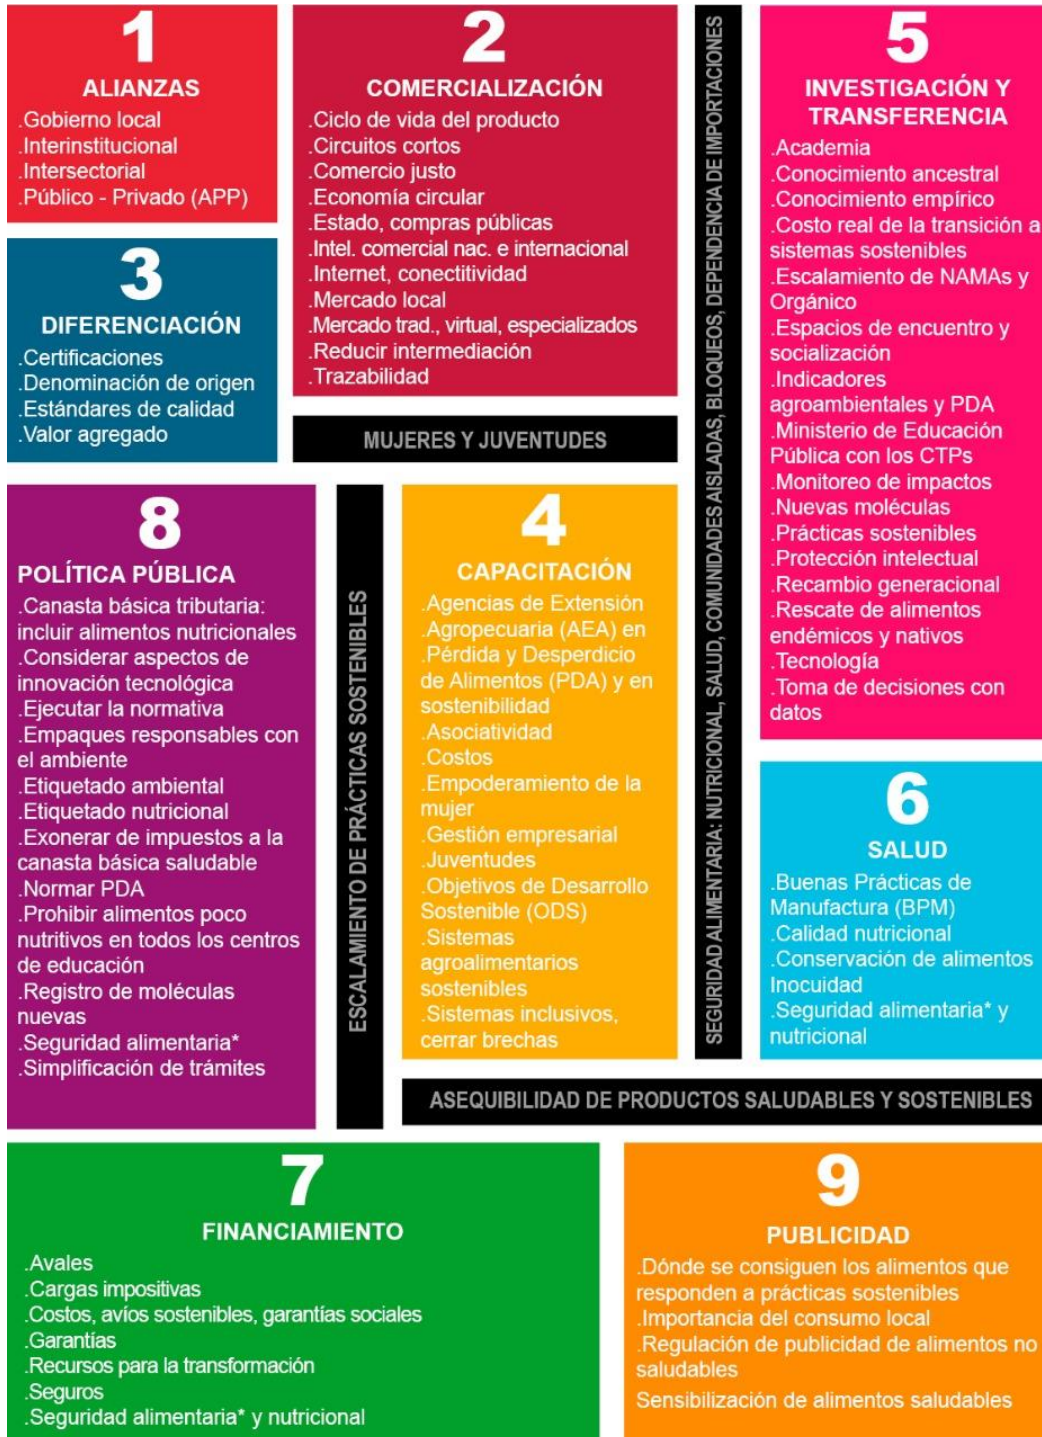 1
ALIANZAS
.Gobierno local
.Interinstitucional
.Intersectorial
.Público - Privado (APP)
2
COMERCIALIZACIÓN
.Ciclo de vida del producto
.Circuitos cortos
.Comercio justo
.Economía circular
.Estado, compras públicas
.Intel. comercial nac. e internacional
.Internet, conectitividad
.Mercado local
.Mercado trad., virtual, especializados
.Reducir intermediación
.Trazabilidad
3
DIFERENCIACIÓN
.Certificaciones
.Denominación de origen
.Estándares de calidad
.Valor agregado
MUJERES Y JUVENTUDES
SEGURIDAD ALIMENTARIA: NUTRICIONAL, SALUD, COMUNIDADES AISLADAS, BLOQUEOS, DEPENDENCIA DE IMPORTACIONES
5
INVESTIGACIÓN Y
TRANSFERENCIA
.Academia
.Conocimiento ancestral
.Conocimiento empírico
.Costo real de la transición a
sistemas sostenibles
.Escalamiento de NAMAs y
Orgánico
.Espacios de encuentro y
socialización
.Indicadores
agroambientales y PDA
.Ministerio de Educación
Pública con los CTPs
.Monitoreo de impactos
.Nuevas moléculas
.Prácticas sostenibles
.Protección intelectual
.Recambio generacional
.Rescate de alimentos
endémicos y nativos
.Tecnología
.Toma de decisiones con
datos
8
POLÍTICA PÚBLICA
.Canasta básica tributaria:
incluir alimentos nutricionales
.Considerar aspectos de
innovación tecnológica
.Ejecutar la normativa
.Empaques responsables con
el ambiente
.Etiquetado ambiental
.Etiquetado nutricional
.Exonerar de impuestos a la
canasta básica saludable
.Normar PDA
.Prohibir alimentos poco
nutritivos en todos los centros
de educación
.Registro de moléculas
nuevas
.Seguridad alimentaria*
.Simplificación de trámites
ESCALAMIENTO DE PRÁCTICAS SOSTENIBLES
4
CAPACITACIÓN
.Agencias de Extensión
.Agropecuaria (AEA) en
.Pérdida y Desperdicio
de Alimentos (PDA) y en
sostenibilidad
.Asociatividad
.Costos
.Empoderamiento de la
mujer
.Gestión empresarial
.Juventudes
.Objetivos de Desarrollo
Sostenible (ODS)
.Sistemas
agroalimentarios
sostenibles
.Sistemas inclusivos,
cerrar brechas
6
SALUD
.Buenas Prácticas de
Manufactura (BPM)
.Calidad nutricional
.Conservación de alimentos
Inocuidad
.Seguridad alimentaria* y
nutricional
ASEQUIBILIDAD DE PRODUCTOS SALUDABLES Y SOSTENIBLES
7
FINANCIAMIENTO
.Avales
.Cargas impositivas
.Costos, avíos sostenibles, garantías sociales
.Garantías
.Recursos para la transformación
.Seguros
.Seguridad alimentaria* y nutricional
9
PUBLICIDAD
.Dónde se consiguen los alimentos que
responden a prácticas sostenibles
.Importancia del consumo local
.Regulación de publicidad de alimentos no
saludables
Sensibilización de alimentos saludables